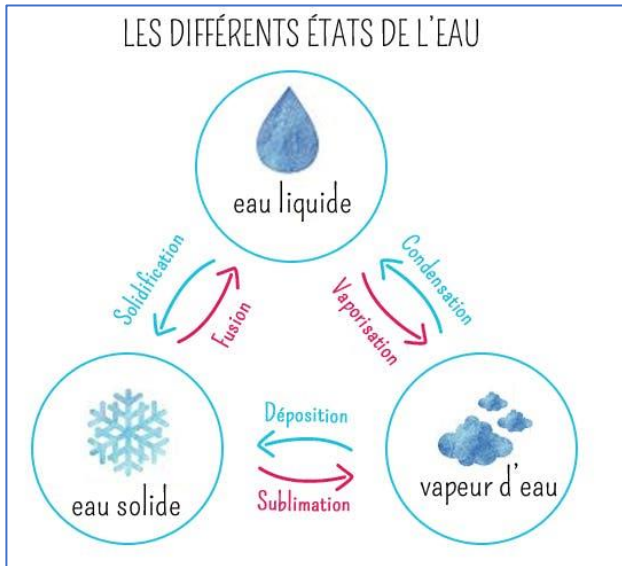 LES DIFFÉRENTS ÉTATS DE L'EAU
eau liquide
Solidification
Fusion
Vaporisation
Condensation
eau solide
Déposition
Sublimation
vapeur d'eau